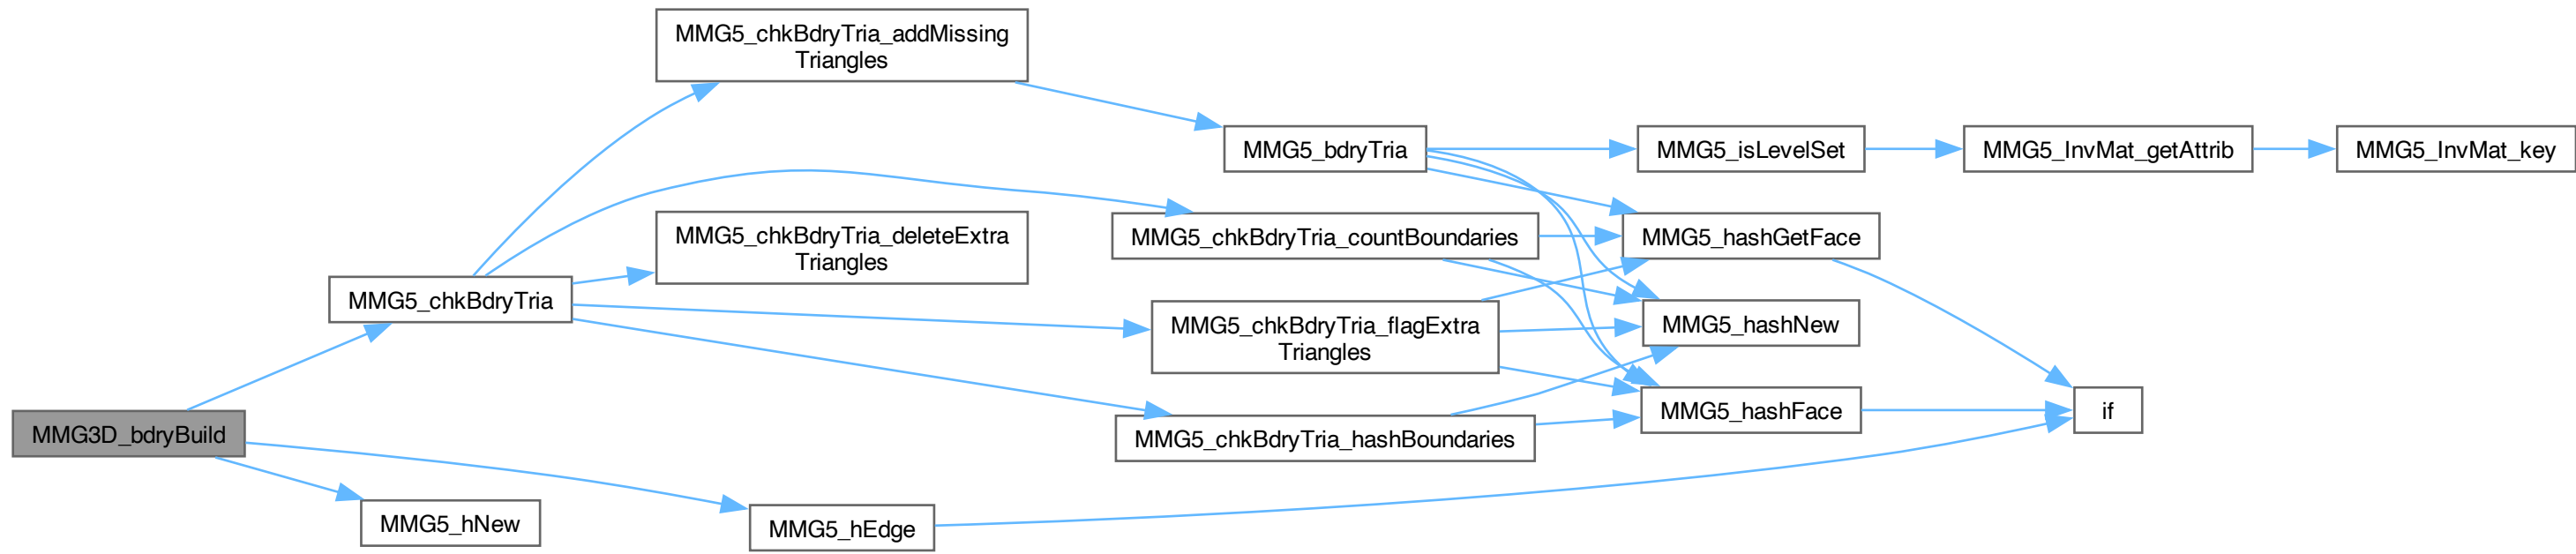 MMG5_chkBdryTria_addMissing
Triangles
MMG5_bdryTria
MMG5_isLevelSet
MMG5_InvMat_getAttrib
MMG5_InvMat_key
MMG5_chkBdryTria_deleteExtra
Triangles
MMG5_chkBdryTria_countBoundaries
MMG5_hashGetFace
MMG5_chkBdryTria
MMG5_chkBdryTria_flagExtra
Triangles
MMG5_hashNew
MMG3D_bdryBuild
MMG5_chkBdryTria_hashBoundaries
MMG5_hashFace
if
MMG5_hNew
MMG5_hEdge